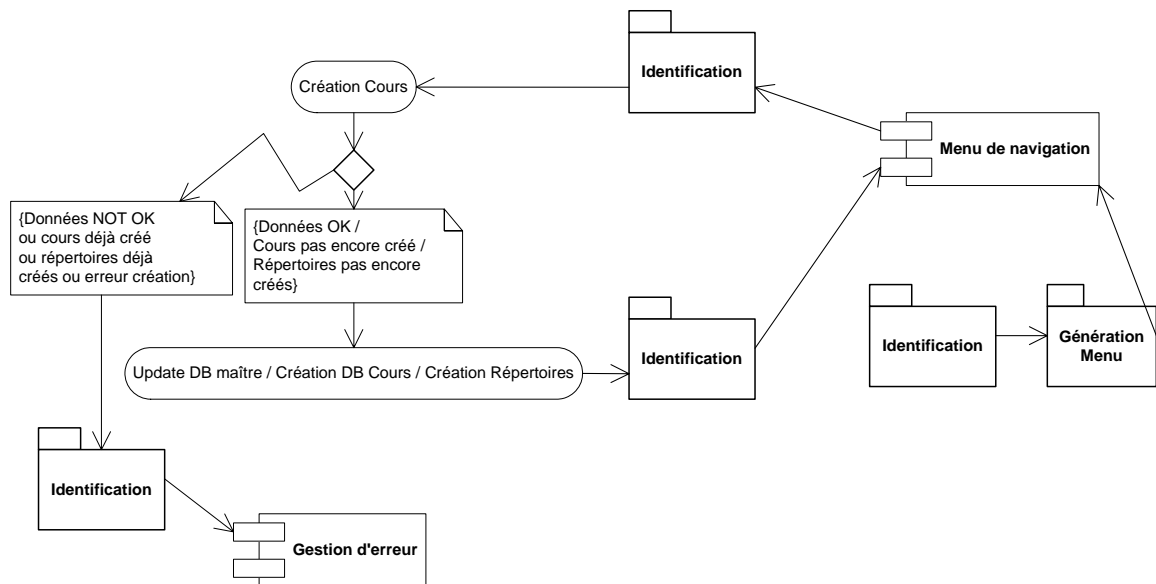 Identification
Création Cours
Menu de navigation
{Données NOT OK
ou cours déjà créé
ou répertoires déjà
créés ou erreur création}
{Données OK /
Cours pas encore créé /
Répertoires pas encore
créés}
Identification
Génération
Menu
Identification
Update DB maître / Création DB Cours / Création Répertoires
Identification
Gestion d'erreur